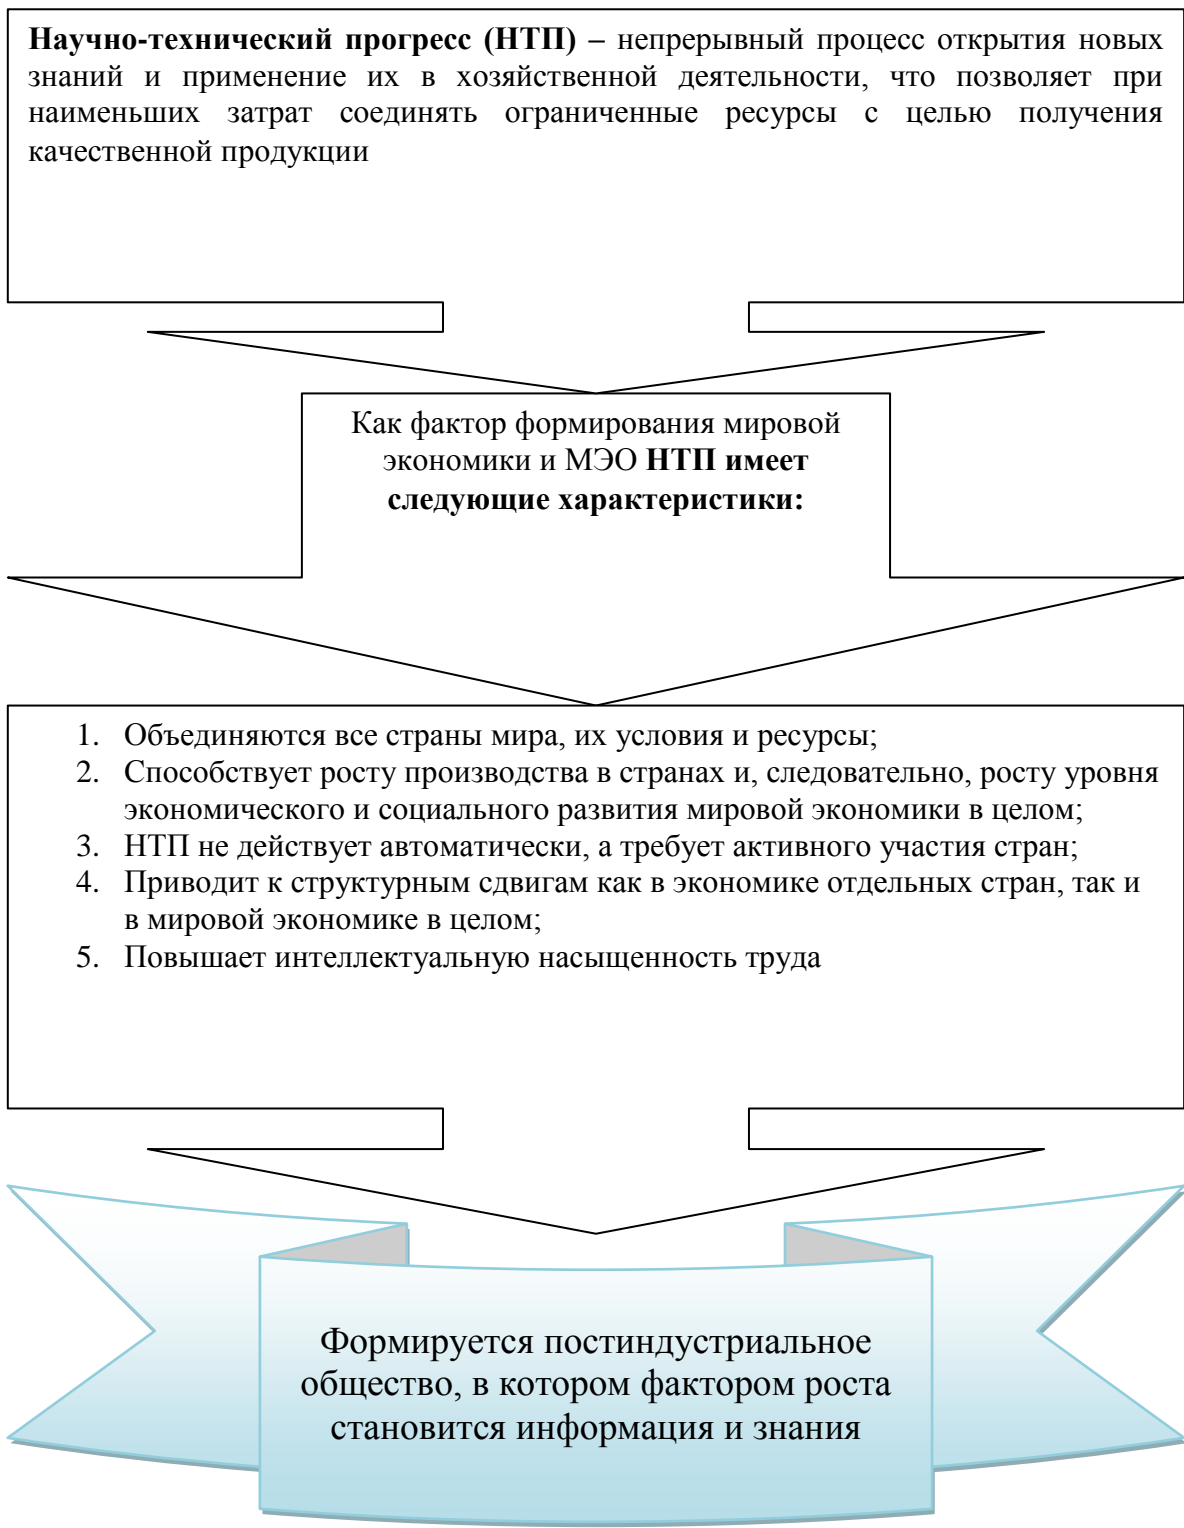 Научно-технический прогресс (НТП) – непрерывный процесс открытия новых
знаний и применение их в хозяйственной деятельности, что позволяет при
наименьших затрат соединять ограниченные ресурсы с целью получения
качественной продукции
Как фактор формирования мировой
экономики и МЭО НТП имеет
следующие характеристики:
1. Объединяются все страны мира, их условия и ресурсы;
2. Способствует росту производства в странах и, следовательно, росту уровня
экономического и социального развития мировой экономики в целом;
3. НТП не действует автоматически, а требует активного участия стран;
4. Приводит к структурным сдвигам как в экономике отдельных стран, так и
в мировой экономике в целом;
5. Повышает интеллектуальную насыщенность труда
Формируется постиндустриальное
общество, в котором фактором роста
становится информация и знания